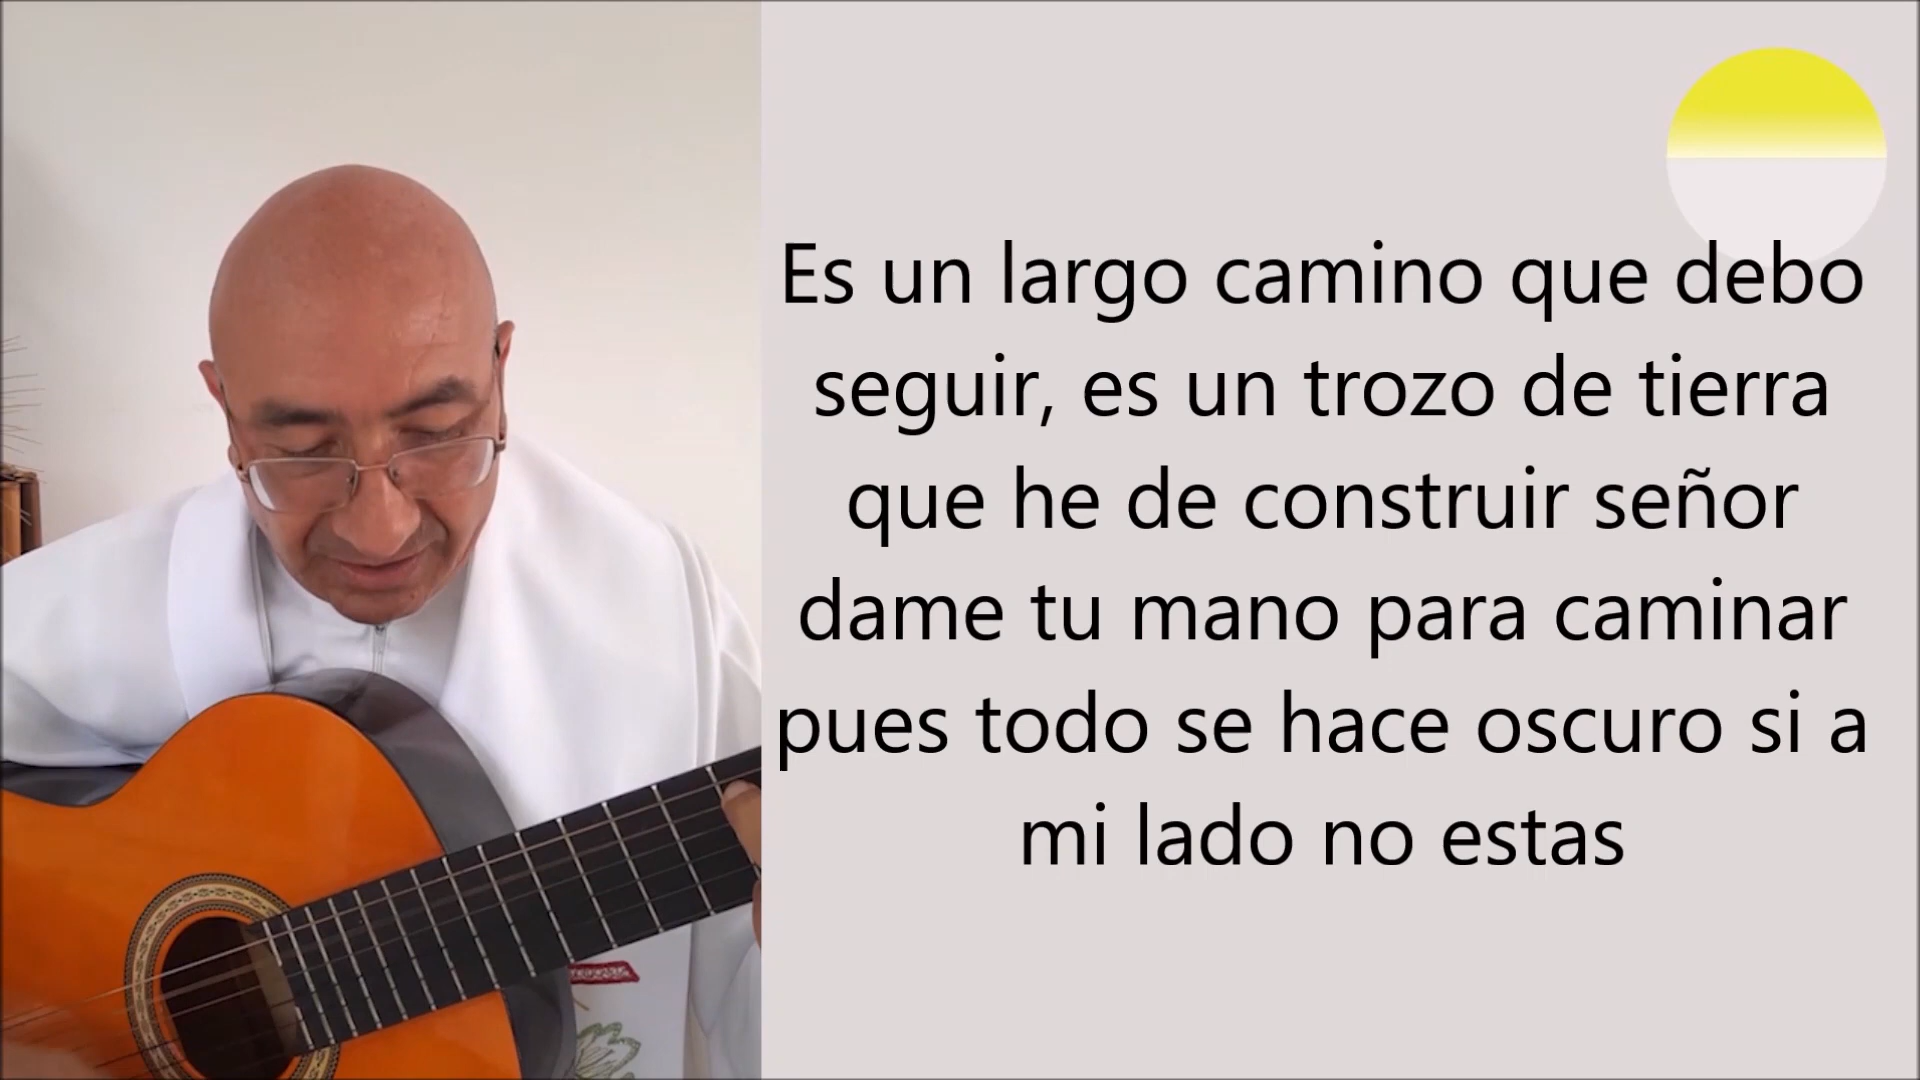 Es un largo camino que debo
seguir, es un trozo de tierra
que he de construir señor
dame tu mano para caminar
pues todo se hace oscuro si a
mi lado no estas